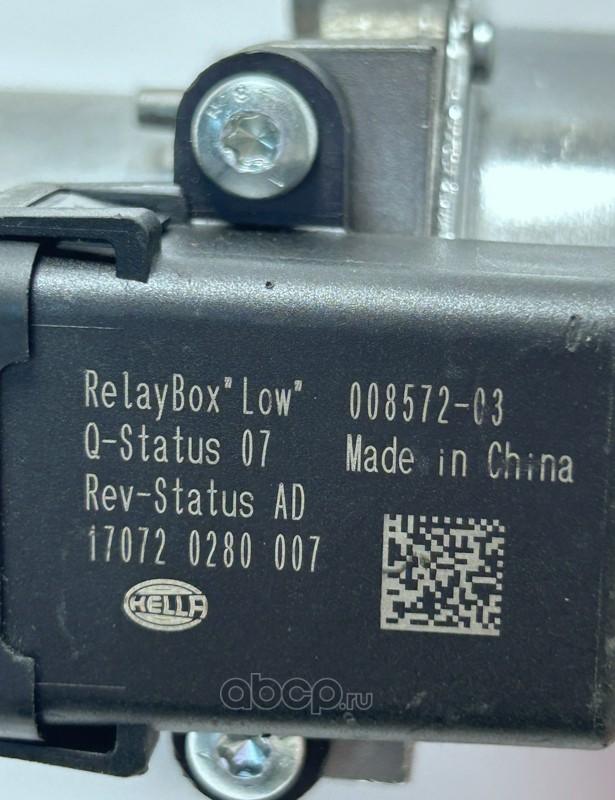 RelayBox"Low" 008572-03
Q-Status 07 Made in China
Rev-Status AD
17072 0280 007
HELLA
abcp.ru